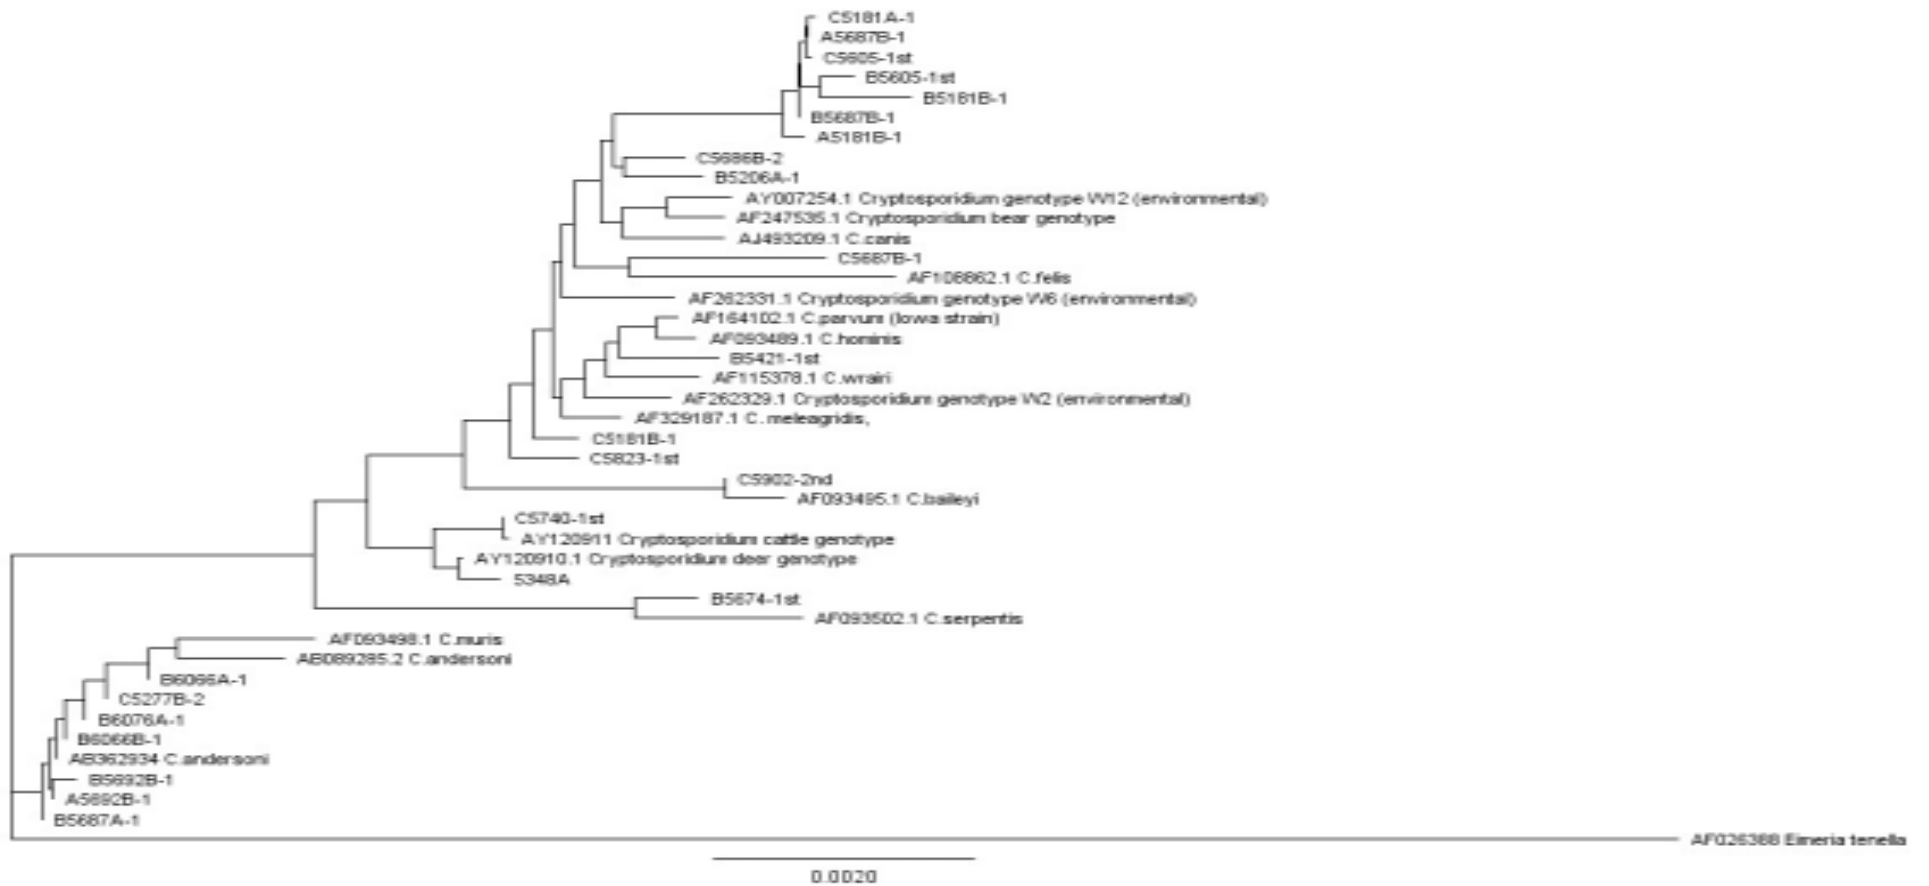 C5181A-1
A5687B-1
C5605-1st
B5605-1st
B5181B-1
B5687B-1
A5181B-1
C5686B-2
B5206A-1
AY007254.1 Cryptosporidium genotype W12 (environmental)
AF247535.1 Cryptosporidium bear genotype
AJ493209.1 C.canis
C5687B-1
AF108862.1 C.felis
AF262331.1 Cryptosporidium genotype W6 (environmental)
AF164102.1 C.parvum (Iowa strain)
AF093489.1 C.hominis
B5421-1st
AF115378.1 C.wrairi
AF262329.1 Cryptosporidium genotype W2 (environmental)
AF329187.1 C. meleagridis,
C5181B-1
C5823-1st
C5902-2nd
AF093495.1 C.baileyi
C5740-1st
AY120911 Cryptosporidium cattle genotype
AY120910.1 Cryptosporidium deer genotype
5348A
B5674-1st
AF093502.1 C.serpentis
AF093498.1 C.muris
AB089285.2 C.andersoni
B6066A-1
C5277B-2
B6076A-1
B6066B-1
AB362934 C.andersoni
B5692B-1
A5692B-1
B5687A-1
AF026388 Eimeria tenella
0.0020